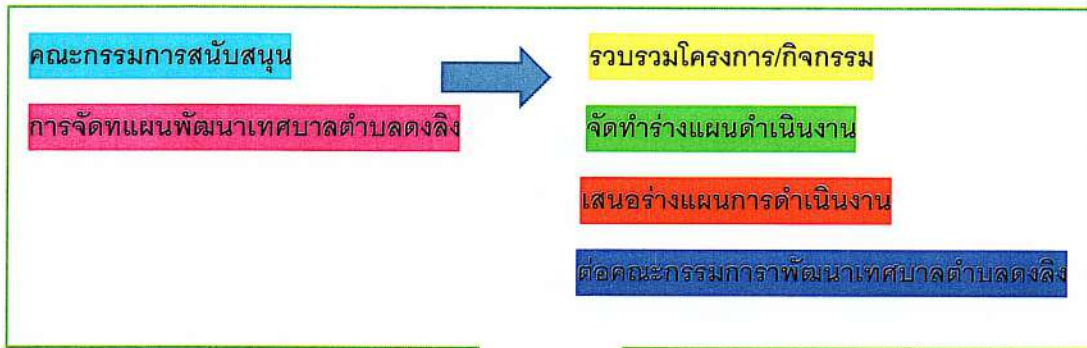 คณะกรรมการสนับสนุน
การจัดทแผนพัฒนาเทศบาลตำบลดงลิง
รวบรวมโครงการ/กิจกรรม
จัดทำร่างแผนดำเนินงาน
เสนอร่างแผนการดำเนินงาน
ต่อคณะกรรมการาพัฒนาเทศบาลตำบลดงลิง